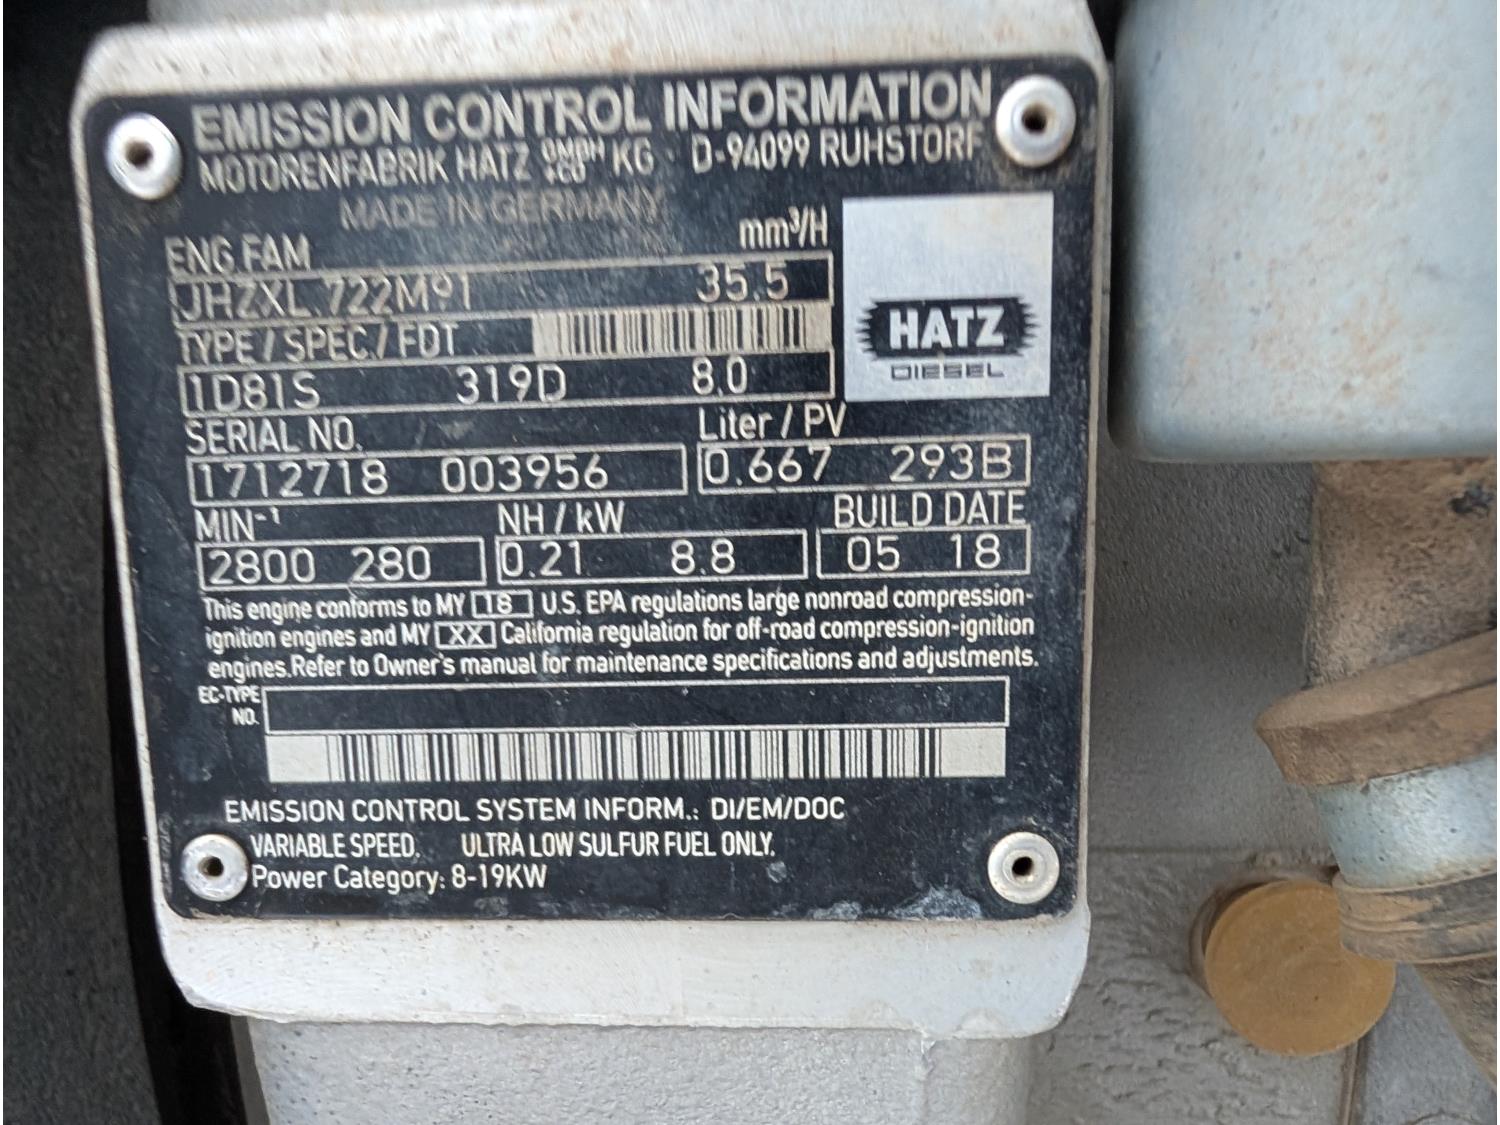 EMISSION CONTROL INFORMATION
MOTORENFABRIK HATZ GMBH +CO KG D-94099 RUHSTORF
MADE IN GERMANY
ENG.FAM mm³/H
JHZXL.722M91 35.5
TYPE / SPEC./ FDT
1D81S 319D 8.0
HATZ
DIESEL
SERIAL NO. Liter / PV
1712718 003956 0.667 293B
MIN⁻¹ NH / kW BUILD DATE
2800 280 0.21 8.8 05 18
This engine conforms to MY 18 U.S. EPA regulations large nonroad compression-
ignition engines and MY XX California regulation for off-road compression-ignition
engines.Refer to Owner's manual for maintenance specifications and adjustments.
EC-TYPE
NO.
EMISSION CONTROL SYSTEM INFORM.: DI/EM/DOC
VARIABLE SPEED. ULTRA LOW SULFUR FUEL ONLY.
Power Category: 8-19KW